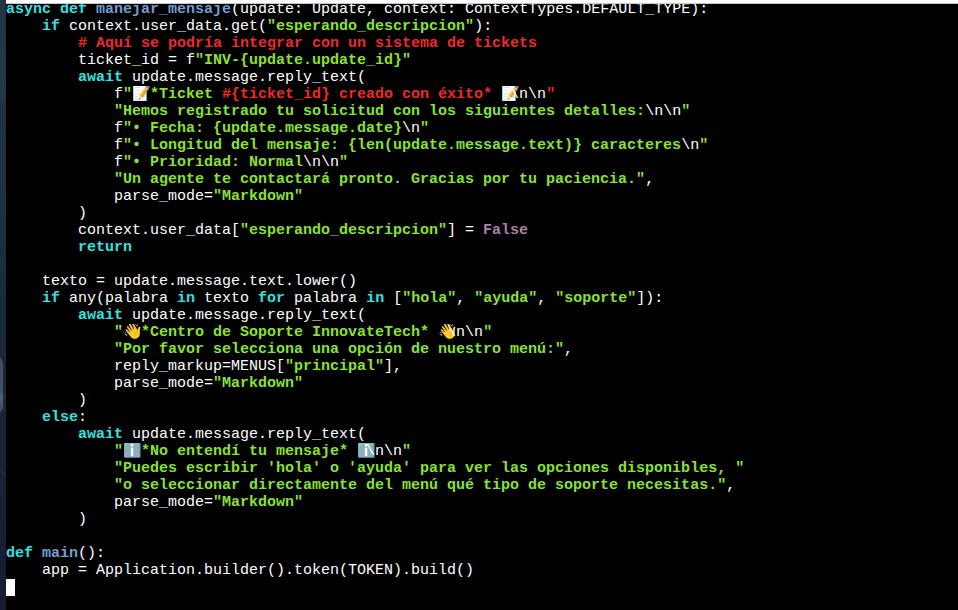 async def manejar_mensaje(update: Update, context: ContextTypes.DEFAULT_TYPE):
    if context.user_data.get("esperando_descripcion"):
        # Aquí se podría integrar con un sistema de tickets
        ticket_id = f"INV-{update.update_id}"
        await update.message.reply_text(
            f"📝*Ticket #{ticket_id} creado con éxito* 📝\n\n"
            "Hemos registrado tu solicitud con los siguientes detalles:\n\n"
            f"• Fecha: {update.message.date}\n"
            f"• Longitud del mensaje: {len(update.message.text)} caracteres\n"
            f"• Prioridad: Normal\n\n"
            "Un agente te contactará pronto. Gracias por tu paciencia.",
            parse_mode="Markdown"
        )
        context.user_data["esperando_descripcion"] = False
        return

    texto = update.message.text.lower()
    if any(palabra in texto for palabra in ["hola", "ayuda", "soporte"]):
        await update.message.reply_text(
            "👋*Centro de Soporte InnovateTech* 👋\n\n"
            "Por favor selecciona una opción de nuestro menú:",
            reply_markup=MENUS["principal"],
            parse_mode="Markdown"
        )
    else:
        await update.message.reply_text(
            "ℹ️*No entendí tu mensaje* ℹ️\n\n"
            "Puedes escribir 'hola' o 'ayuda' para ver las opciones disponibles, "
            "o seleccionar directamente del menú qué tipo de soporte necesitas.",
            parse_mode="Markdown"
        )

def main():
    app = Application.builder().token(TOKEN).build()